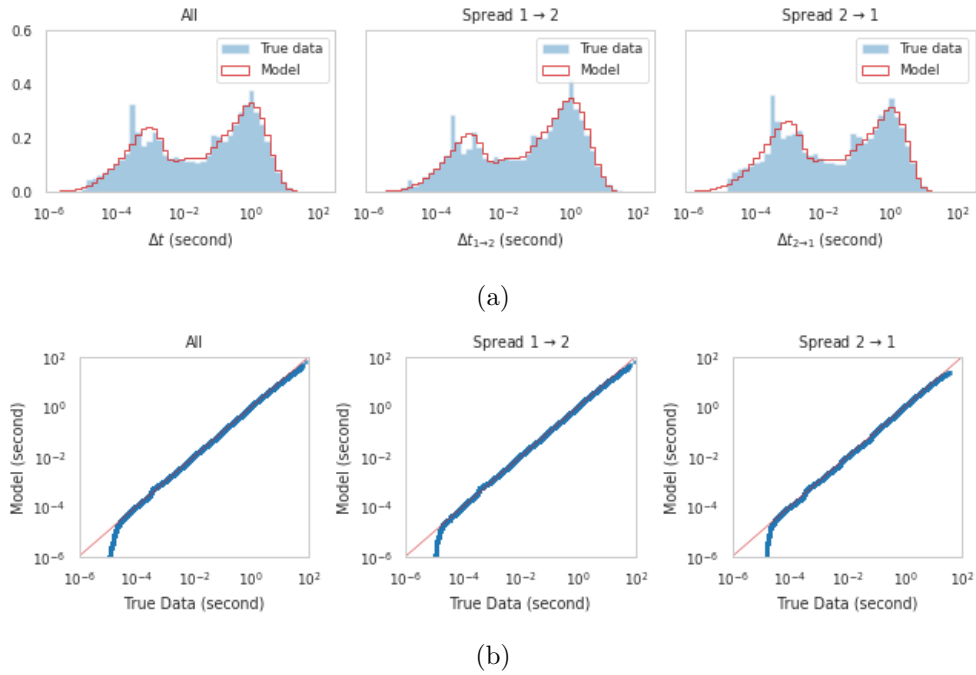 All Spread 1 → 2 Spread 2 → 1
0.6
0.4
0.2
0.0
True data
Model
True data
Model
True data
Model
10⁻⁶ 10⁻⁴ 10⁻² 10⁰ 10² 10⁻⁶ 10⁻⁴ 10⁻² 10⁰ 10² 10⁻⁶ 10⁻⁴ 10⁻² 10⁰ 10²
Δt (second) Δt₁→₂ (second) Δt₂→₁ (second)
(a)
All Spread 1 → 2 Spread 2 → 1
Model (second)
10²
10⁰
10⁻²
10⁻⁴
10⁻⁶
10⁻⁶ 10⁻⁴ 10⁻² 10⁰ 10²
True Data (second)
Model (second)
10²
10⁰
10⁻²
10⁻⁴
10⁻⁶
10⁻⁶ 10⁻⁴ 10⁻² 10⁰ 10²
True Data (second)
Model (second)
10²
10⁰
10⁻²
10⁻⁴
10⁻⁶
10⁻⁶ 10⁻⁴ 10⁻² 10⁰ 10²
True Data (second)
(b)